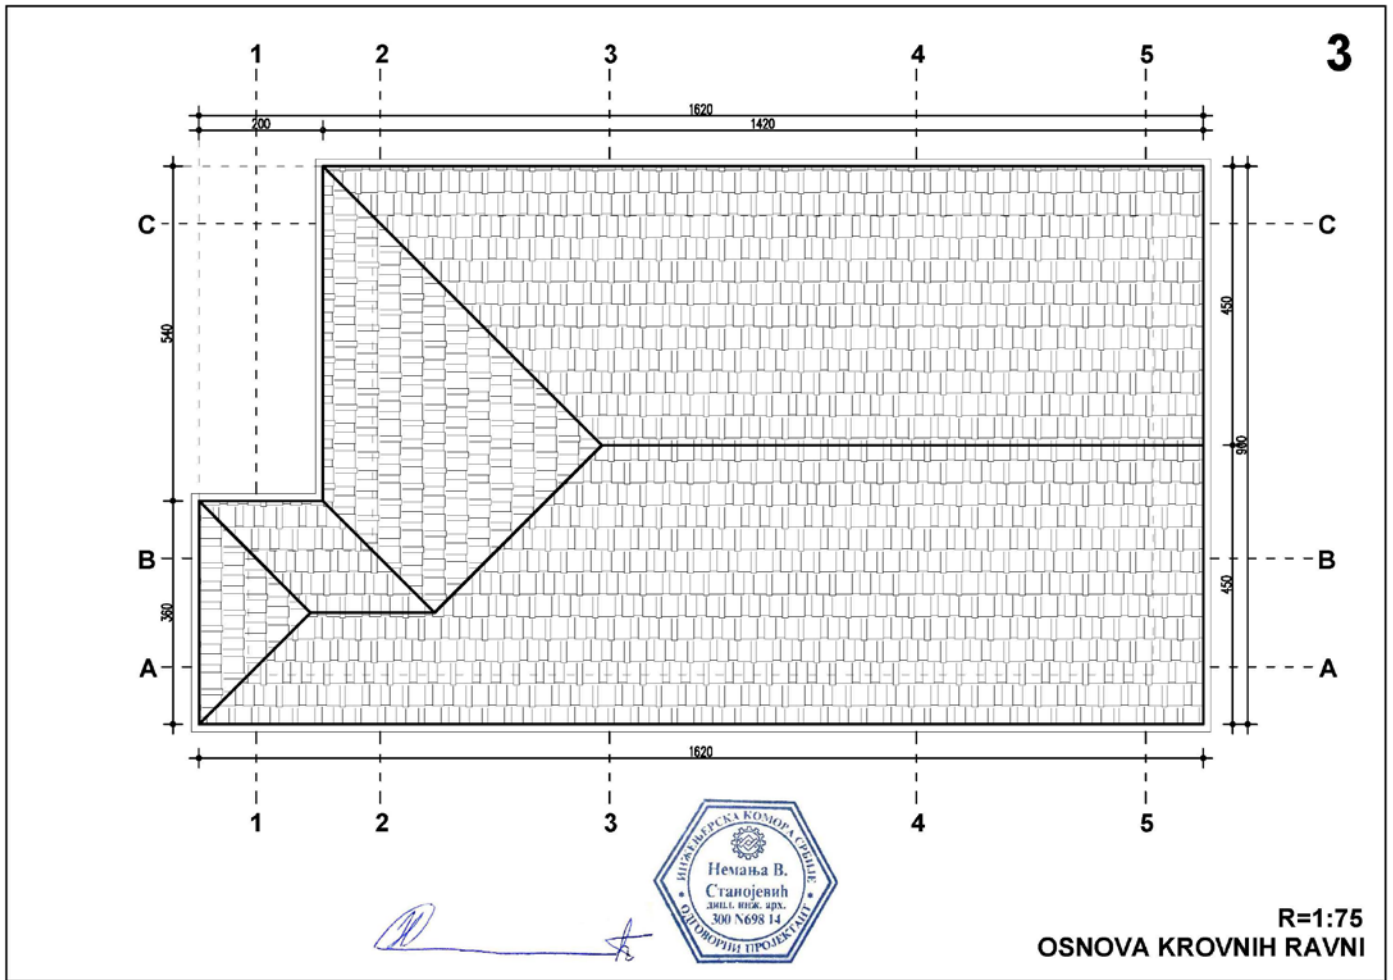 3
1 2 3 4 5
1620
200 1420
C C
540
450
900
B B
450
360
A A
1620
1 2 3 4 5
ИНЖЕЊЕРСКА КОМОРА СРБИЈЕ
Немања В.
Станојевић
дипл. инж. арх.
300 N698 14
ОДГОВОРНИ ПРОЈЕКТАНТ
R=1:75
OSNOVA KROVNIH RAVNI